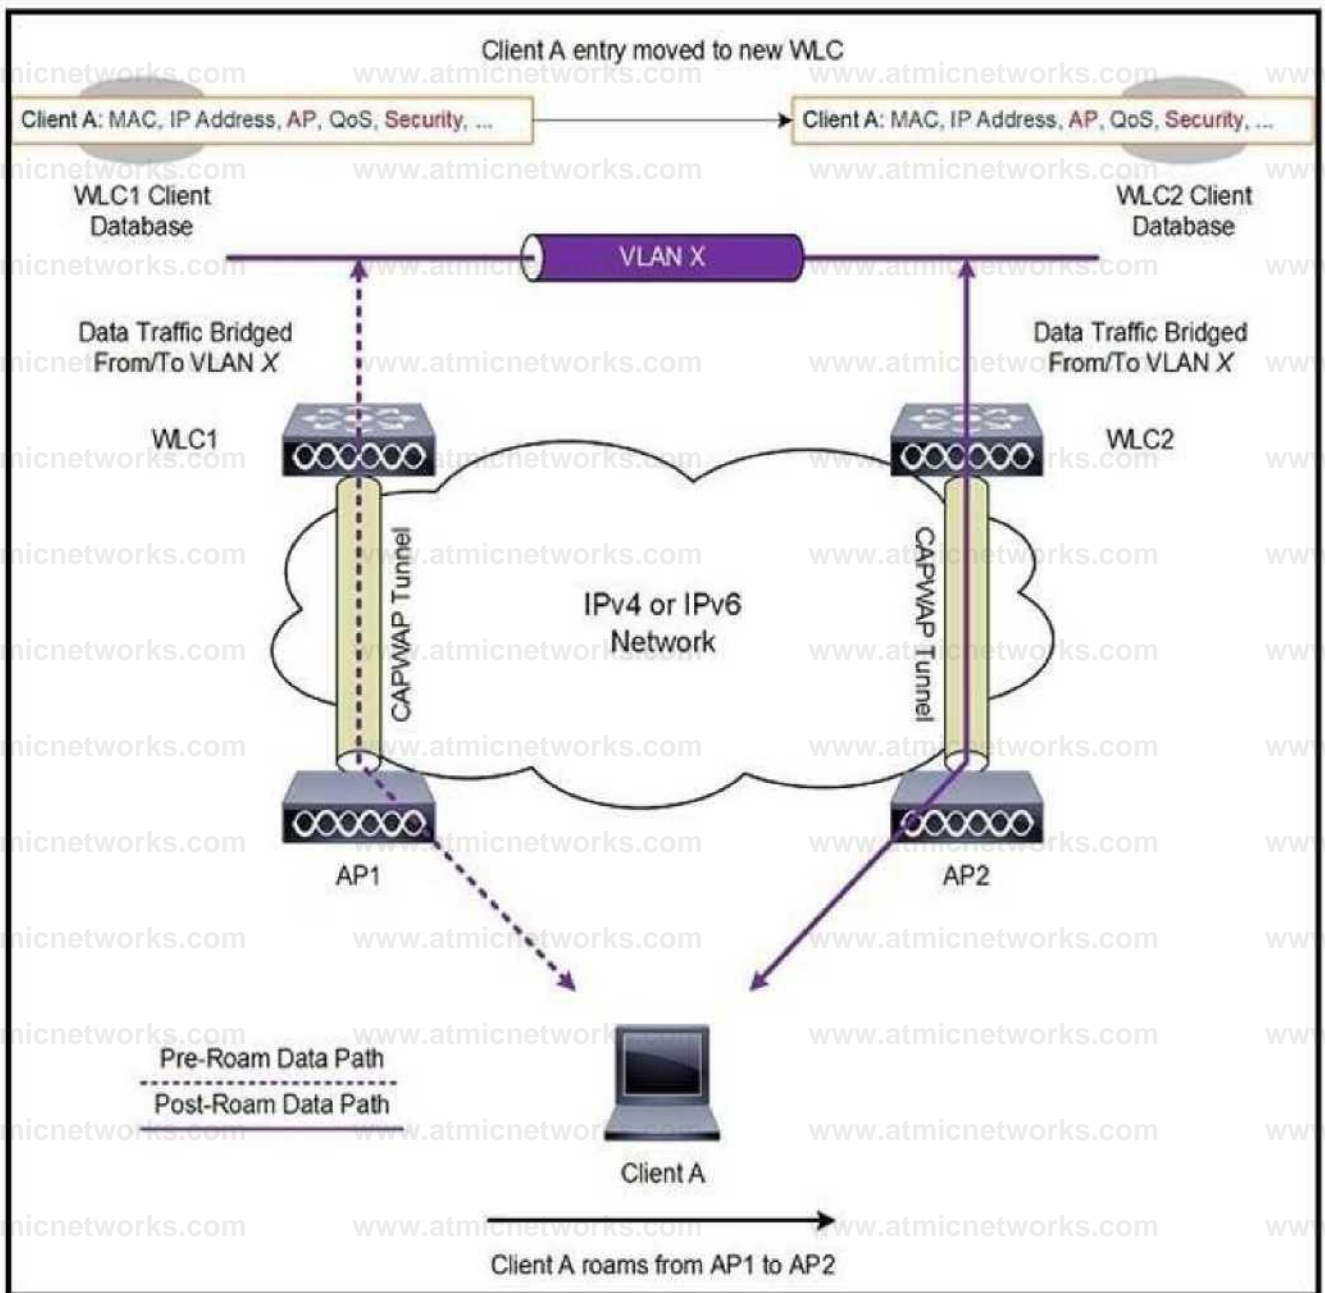 Client A entry moved to new WLC
Client A: MAC, IP Address, AP, QoS, Security, ...
Client A: MAC, IP Address, AP, QoS, Security, ...
WLC1 Client
Database
WLC2 Client
Database
VLAN X
Data Traffic Bridged
From/To VLAN X
Data Traffic Bridged
From/To VLAN X
WLC1
WLC2
CAPWAP Tunnel
CAPWAP Tunnel
IPv4 or IPv6
Network
AP1
AP2
Pre-Roam Data Path
Post-Roam Data Path
Client A
Client A roams from AP1 to AP2
www.atmicnetworks.com